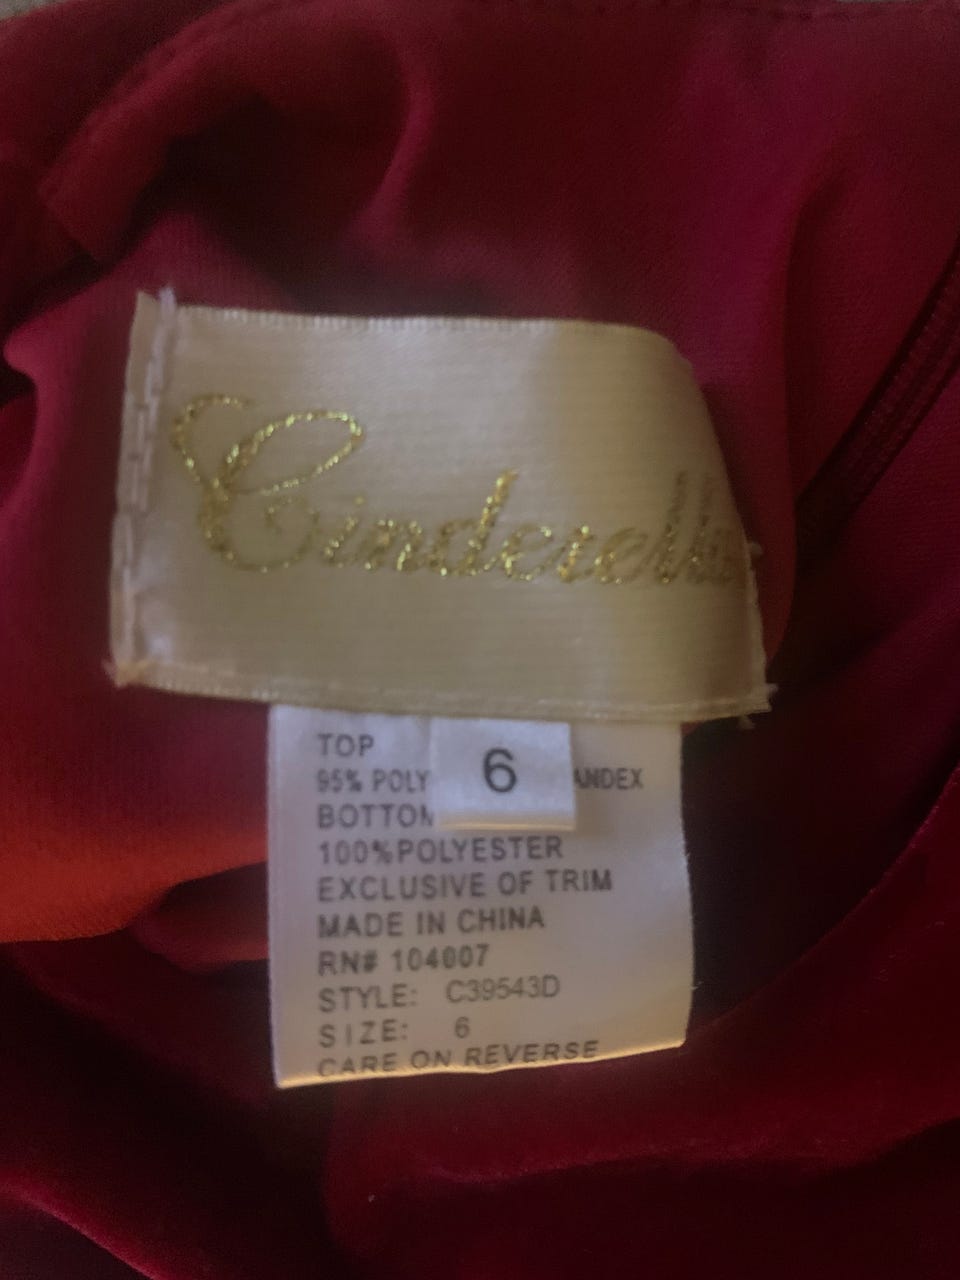 Cinderella
6
TOP
95% POLY ANDEX
BOTTOM
100%POLYESTER
EXCLUSIVE OF TRIM
MADE IN CHINA
RN# 104007
STYLE: C39543D
SIZE: 6
CARE ON REVERSE